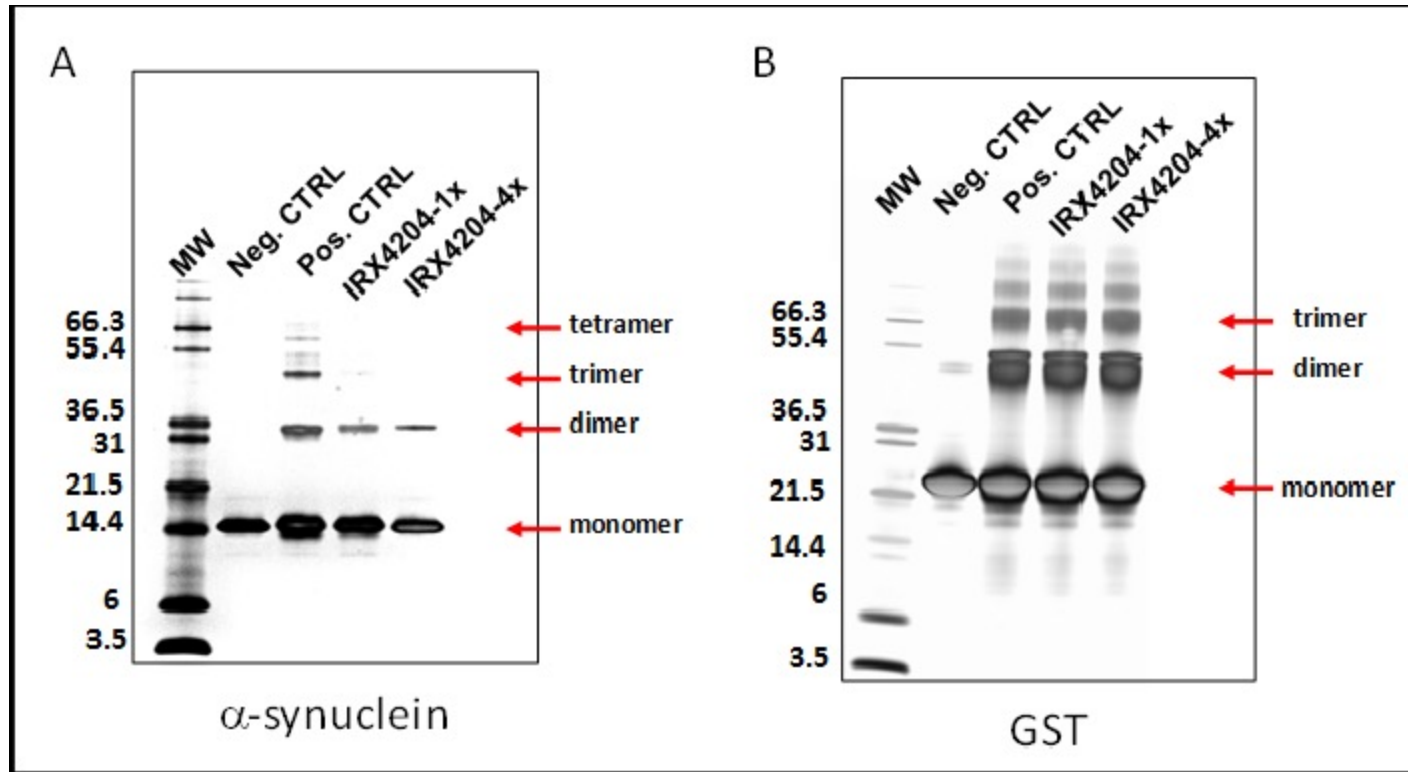 A
MW
Neg. CTRL
Pos. CTRL
IRX4204-1x
IRX4204-4x
66.3
55.4
36.5
31
21.5
14.4
6
3.5
tetramer
trimer
dimer
monomer
α-synuclein
B
MW
Neg. CTRL
Pos. CTRL
IRX4204-1x
IRX4204-4x
66.3
55.4
36.5
31
21.5
14.4
6
3.5
trimer
dimer
monomer
GST